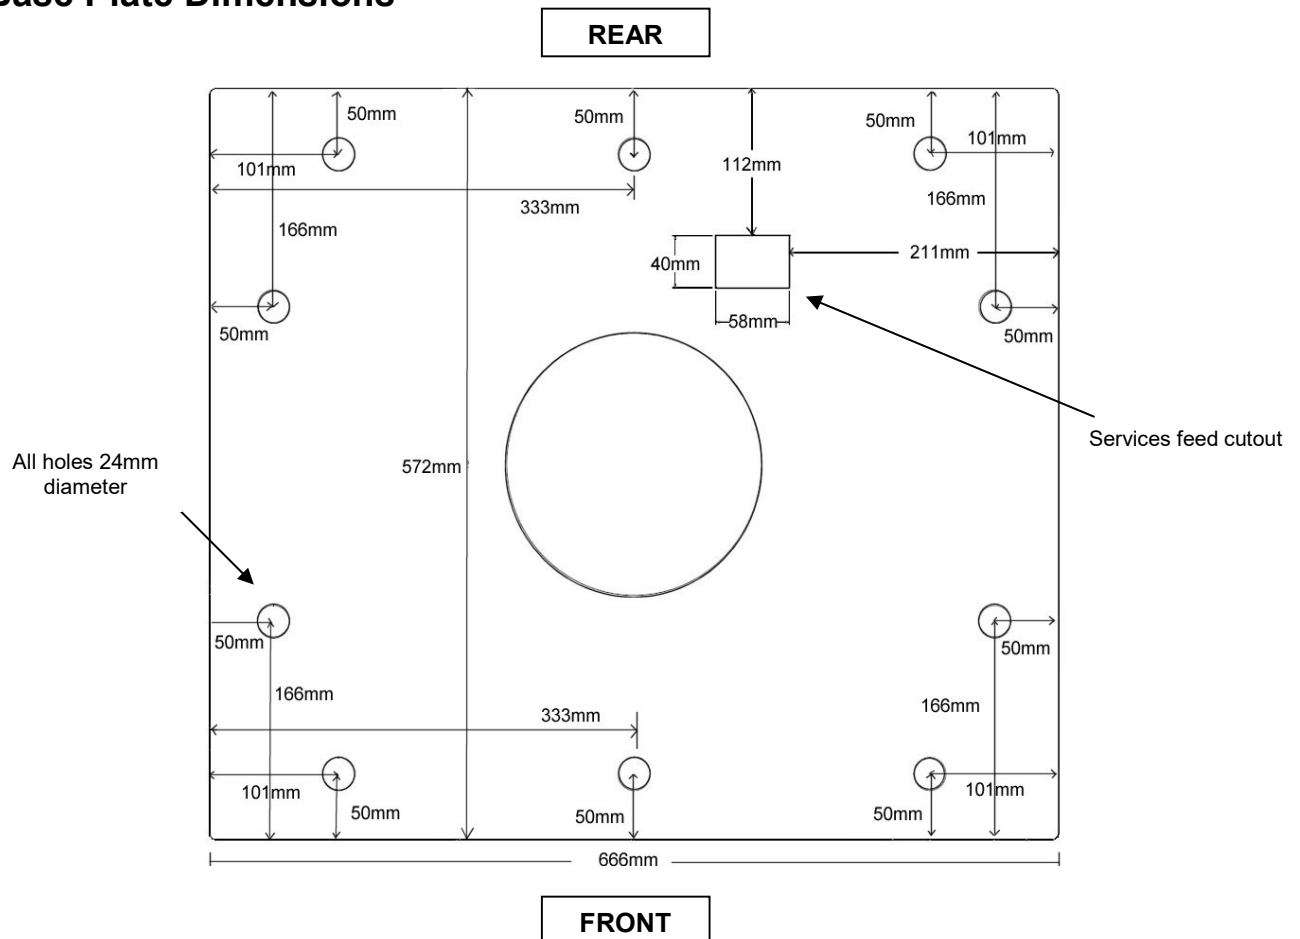 Base Plate Dimensions
REAR
50mm
50mm
50mm
101mm
101mm
112mm
166mm
333mm
166mm
211mm
40mm
58mm
50mm
50mm
Services feed cutout
All holes 24mm
diameter
572mm
50mm
50mm
166mm
166mm
333mm
101mm
101mm
50mm
50mm
50mm
666mm
FRONT